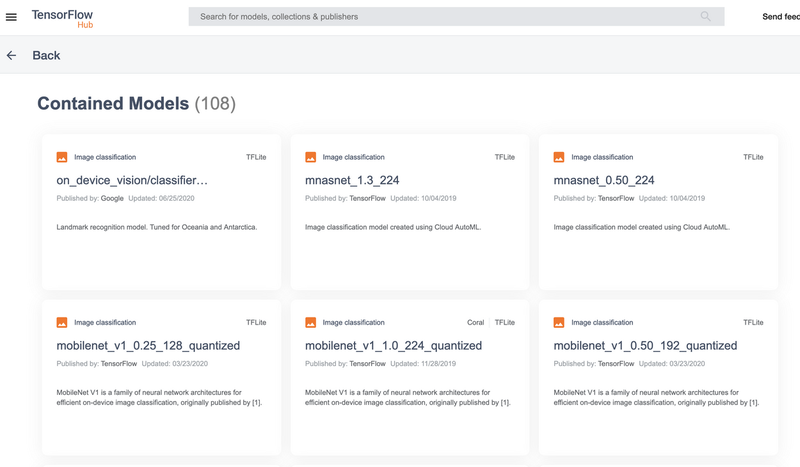 TensorFlow
Hub
Search for models, collections & publishers
Send feed
Back
Contained Models (108)
Image classification TFLite
on_device_vision/classifier…
Published by: Google Updated: 06/25/2020
Landmark recognition model. Tuned for Oceania and Antarctica.
Image classification TFLite
mnasnet_1.3_224
Published by: TensorFlow Updated: 10/04/2019
Image classification model created using Cloud AutoML.
Image classification TFLite
mnasnet_0.50_224
Published by: TensorFlow Updated: 10/04/2019
Image classification model created using Cloud AutoML.
Image classification TFLite
mobilenet_v1_0.25_128_quantized
Published by: TensorFlow Updated: 03/23/2020
MobileNet V1 is a family of neural network architectures for
efficient on-device image classification, originally published by [1].
Image classification Coral TFLite
mobilenet_v1_1.0_224_quantized
Published by: TensorFlow Updated: 11/28/2019
MobileNet V1 is a family of neural network architectures for
efficient on-device image classification, originally published by [1].
Image classification TFLite
mobilenet_v1_0.50_192_quantized
Published by: TensorFlow Updated: 03/23/2020
MobileNet V1 is a family of neural network architectures for
efficient on-device image classification, originally published by [1].